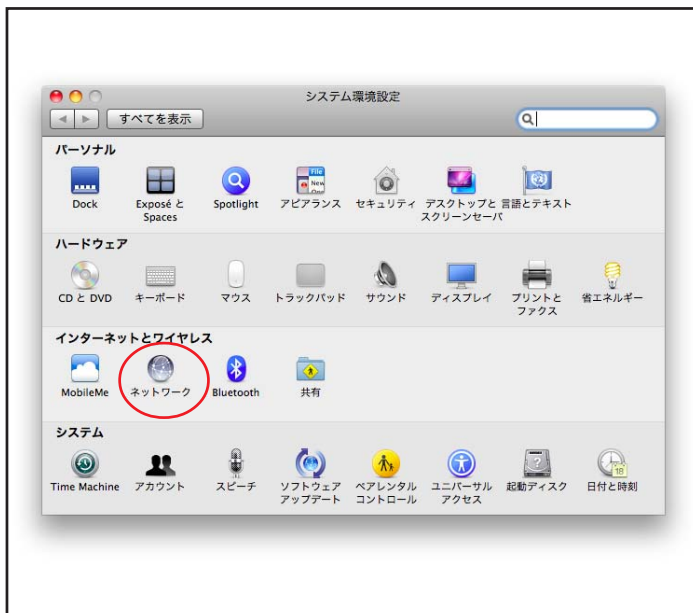 システム環境設定
すべてを表示
パーソナル
Dock
Exposé と
Spaces
Spotlight
File
New
アピアランス
セキュリティ
デスクトップと
スクリーンセーバ
言語とテキスト
ハードウェア
CD と DVD
キーボード
マウス
トラックパッド
サウンド
ディスプレイ
プリントと
ファクス
省エネルギー
インターネットとワイヤレス
MobileMe
ネットワーク
Bluetooth
共有
システム
Time Machine
アカウント
スピーチ
ソフトウェア
アップデート
ペアレンタル
コントロール
ユニバーサル
アクセス
起動ディスク
18
日付と時刻